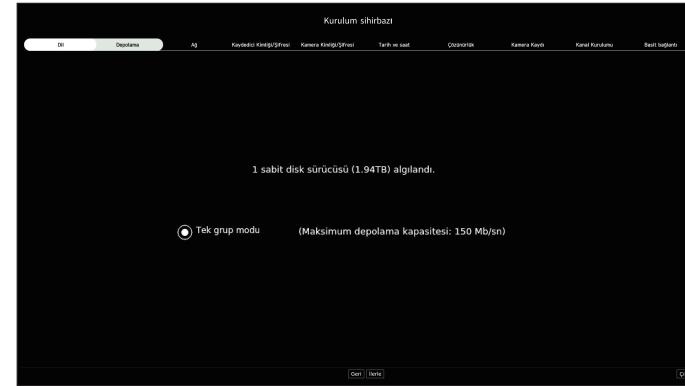 Kurulum sihirbazı
Dil Depolama Ağ Kaydedici Kimliği/Şifresi Kamera Kimliği/Şifresi Tarih ve saat Çözünürlük Kamera Kaydı Kanal Kurulumu Basit bağlantı
1 sabit disk sürücüsü (1.94TB) algılandı.
Tek grup modu (Maksimum depolama kapasitesi: 150 Mb/sn)
Geri İlerle